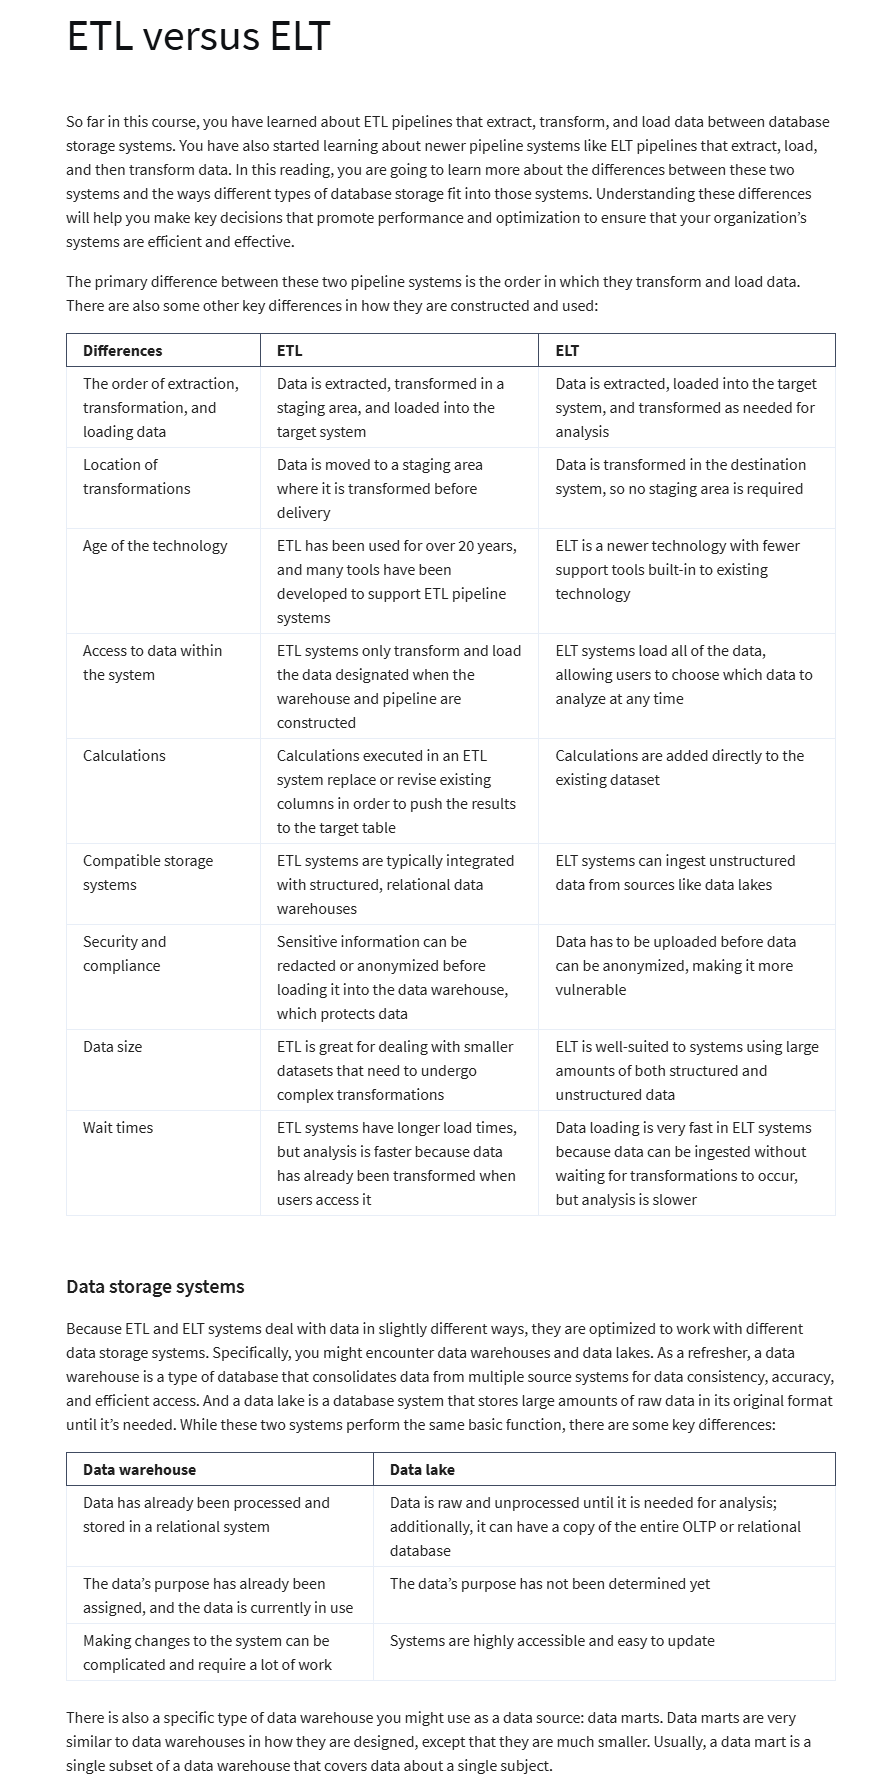 ETL versus ELT
So far in this course, you have learned about ETL pipelines that extract, transform, and load data between database
storage systems. You have also started learning about newer pipeline systems like ELT pipelines that extract, load,
and then transform data. In this reading, you are going to learn more about the differences between these two
systems and the ways different types of database storage fit into those systems. Understanding these differences
will help you make key decisions that promote performance and optimization to ensure that your organization’s
systems are efficient and effective.
The primary difference between these two pipeline systems is the order in which they transform and load data.
There are also some other key differences in how they are constructed and used:
Differences
ETL
ELT
The order of extraction,
transformation, and
loading data
Data is extracted, transformed in a
staging area, and loaded into the
target system
Data is extracted, loaded into the target
system, and transformed as needed for
analysis
Location of
transformations
Data is moved to a staging area
where it is transformed before
delivery
Data is transformed in the destination
system, so no staging area is required
Age of the technology
ETL has been used for over 20 years,
and many tools have been
developed to support ETL pipeline
systems
ELT is a newer technology with fewer
support tools built-in to existing
technology
Access to data within
the system
ETL systems only transform and load
the data designated when the
warehouse and pipeline are
constructed
ELT systems load all of the data,
allowing users to choose which data to
analyze at any time
Calculations
Calculations executed in an ETL
system replace or revise existing
columns in order to push the results
to the target table
Calculations are added directly to the
existing dataset
Compatible storage
systems
ETL systems are typically integrated
with structured, relational data
warehouses
ELT systems can ingest unstructured
data from sources like data lakes
Security and
compliance
Sensitive information can be
redacted or anonymized before
loading it into the data warehouse,
which protects data
Data has to be uploaded before data
can be anonymized, making it more
vulnerable
Data size
ETL is great for dealing with smaller
datasets that need to undergo
complex transformations
ELT is well-suited to systems using large
amounts of both structured and
unstructured data
Wait times
ETL systems have longer load times,
but analysis is faster because data
has already been transformed when
users access it
Data loading is very fast in ELT systems
because data can be ingested without
waiting for transformations to occur,
but analysis is slower
Data storage systems
Because ETL and ELT systems deal with data in slightly different ways, they are optimized to work with different
data storage systems. Specifically, you might encounter data warehouses and data lakes. As a refresher, a data
warehouse is a type of database that consolidates data from multiple source systems for data consistency, accuracy,
and efficient access. And a data lake is a database system that stores large amounts of raw data in its original format
until it’s needed. While these two systems perform the same basic function, there are some key differences:
Data warehouse
Data lake
Data has already been processed and
stored in a relational system
Data is raw and unprocessed until it is needed for analysis;
additionally, it can have a copy of the entire OLTP or relational
database
The data’s purpose has already been
assigned, and the data is currently in use
The data’s purpose has not been determined yet
Making changes to the system can be
complicated and require a lot of work
Systems are highly accessible and easy to update
There is also a specific type of data warehouse you might use as a data source: data marts. Data marts are very
similar to data warehouses in how they are designed, except that they are much smaller. Usually, a data mart is a
single subset of a data warehouse that covers data about a single subject.